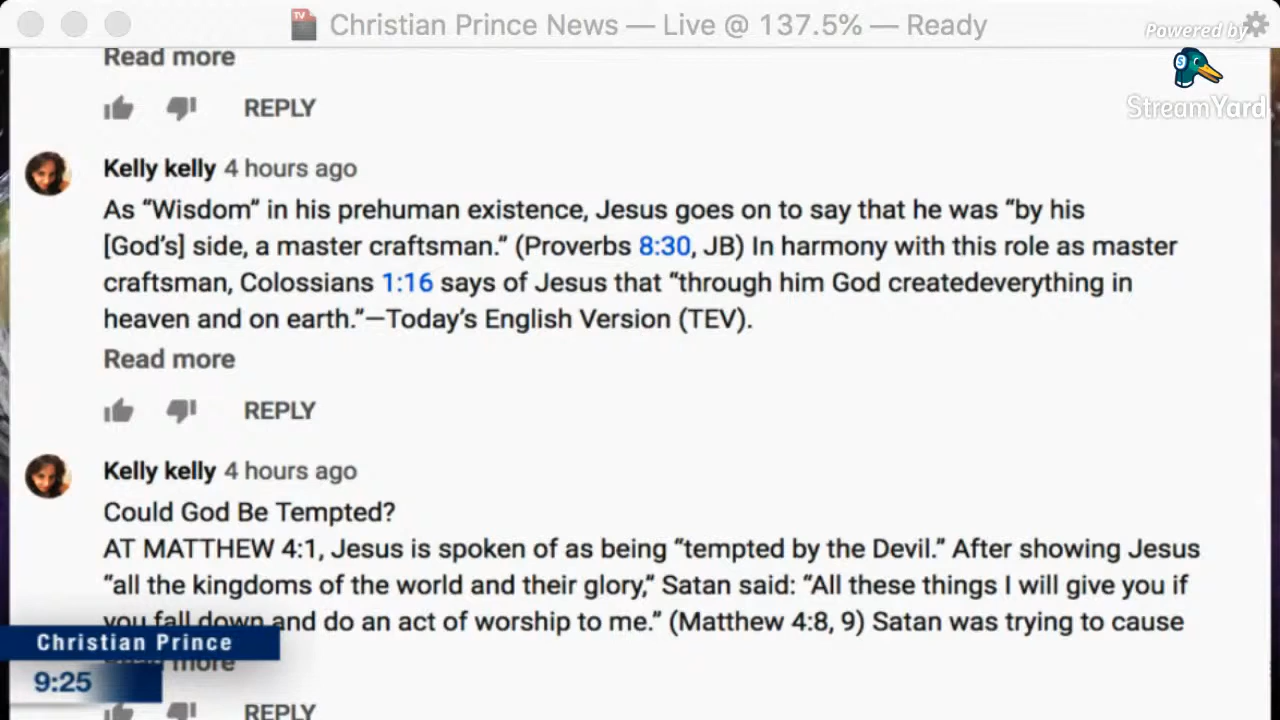 Christian Prince News — Live @ 137.5% — Ready
Powered by
StreamYard
Read more
REPLY
Kelly kelly 4 hours ago
As “Wisdom” in his prehuman existence, Jesus goes on to say that he was “by his
[God's] side, a master craftsman.” (Proverbs 8:30, JB) In harmony with this role as master
craftsman, Colossians 1:16 says of Jesus that “through him God createdeverything in
heaven and on earth.”—Today's English Version (TEV).
Read more
REPLY
Kelly kelly 4 hours ago
Could God Be Tempted?
AT MATTHEW 4:1, Jesus is spoken of as being “tempted by the Devil.” After showing Jesus
“all the kingdoms of the world and their glory,” Satan said: “All these things I will give you if
you fall down and do an act of worship to me.” (Matthew 4:8, 9) Satan was trying to cause
Christian Prince
more
9:25
REPLY